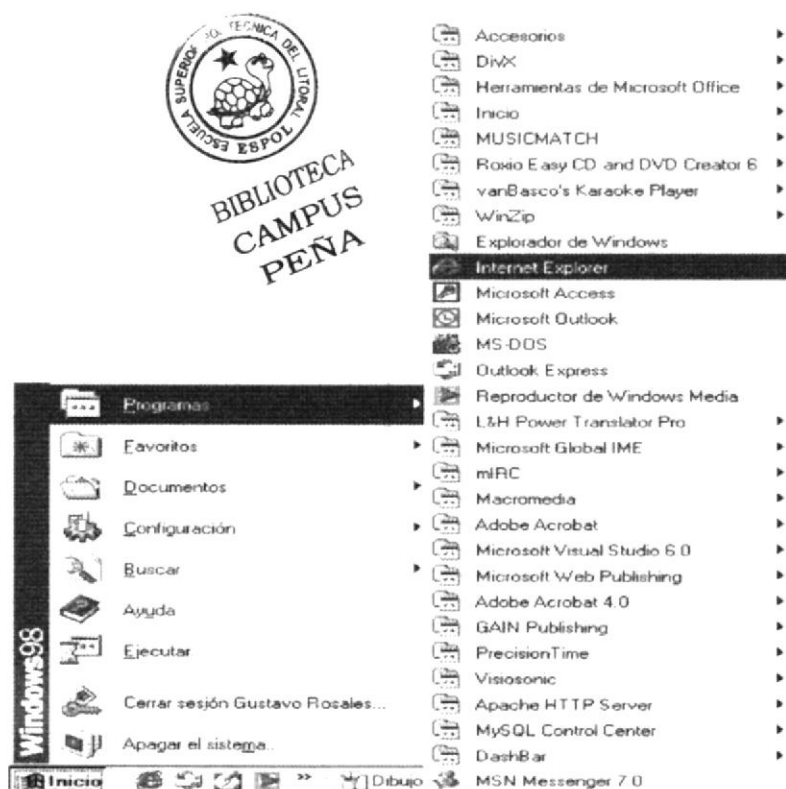 ESCUELA SUPERIOR POLITECNICA DEL LITORAL
ESPOL
BIBLIOTECA
CAMPUS
PEÑA
Accesorios
DivX
Herramientas de Microsoft Office
Inicio
MUSICMATCH
Roxio Easy CD and DVD Creator 6
vanBasco's Karaoke Player
WinZip
Explorador de Windows
Internet Explorer
Microsoft Access
Microsoft Outlook
MS-DOS
Outlook Express
Reproductor de Windows Media
L&H Power Translator Pro
Microsoft Global IME
mIRC
Macromedia
Adobe Acrobat
Microsoft Visual Studio 6.0
Microsoft Web Publishing
Adobe Acrobat 4.0
GAIN Publishing
PrecisionTime
Visiosonic
Apache HTTP Server
MySQL Control Center
DashBar
MSN Messenger 7.0
Programas
Favoritos
Documentos
Configuración
Buscar
Ayuda
Ejecutar
Cerrar sesión Gustavo Rosales...
Apagar el sistema..
Windows98
Inicio
»
Dibujo